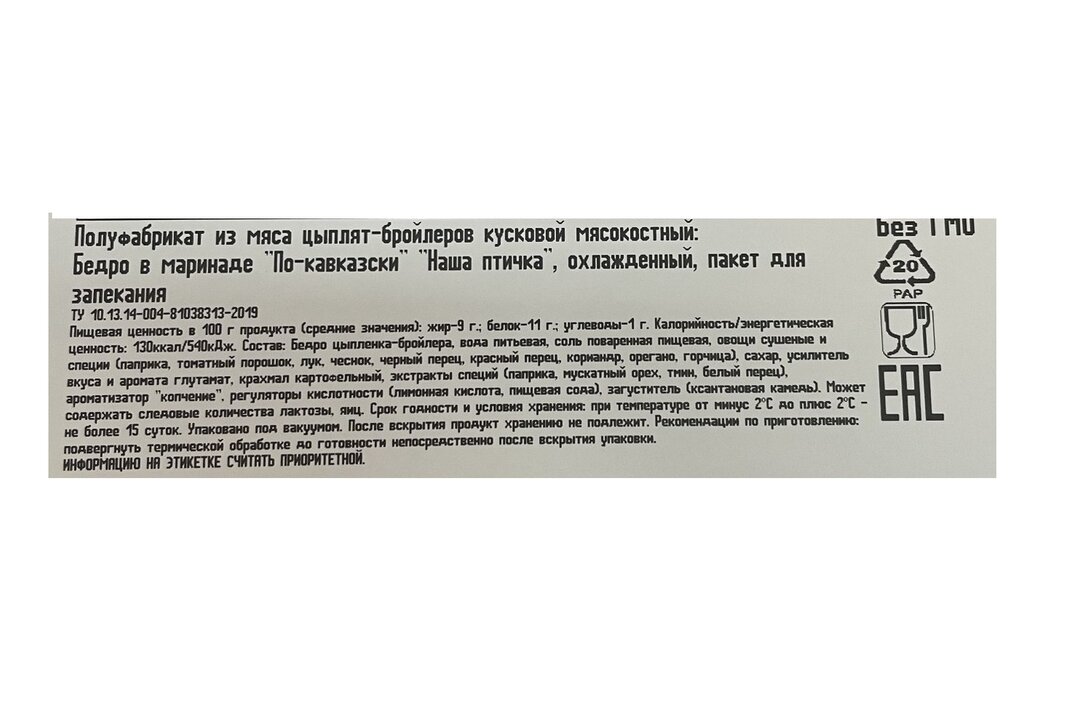 Полуфабрикат из мяса цыплят-бройлеров кусковой мясокостный:
Бедро в маринаде "По-кавказски" "Наша птичка", охлажденный, пакет для
запекания
ТУ 10.13.14-004-81038313-2019
Пищевая ценность в 100 г продукта (средние значения): жир-9 г.; белок-11 г.; углеводы-1 г. Калорийность/энергетическая
ценность: 130ккал/540кДж. Состав: Бедро цыпленка-бройлера, вода питьевая, соль поваренная пищевая, овощи сушеные и
специи (паприка, томатный порошок, лук, чеснок, черный перец, красный перец, кориандр, орегано, горчица), сахар, усилитель
вкуса и аромата глутамат, крахмал картофельный, экстракты специй (паприка, мускатный орех, тмин, белый перец),
ароматизатор "копчение", регуляторы кислотности (лимонная кислота, пищевая сода), загуститель (ксантановая камедь). Может
содержать следовые количества лактозы, яиц. Срок годности и условия хранения: при температуре от минус 2°С до плюс 2°С -
не более 15 суток. Упаковано под вакуумом. После вскрытия продукт хранению не подлежит. Рекомендации по приготовлению:
подвергнуть термической обработке до готовности непосредственно после вскрытия упаковки.
ИНФОРМАЦИЮ НА ЭТИКЕТКЕ СЧИТАТЬ ПРИОРИТЕТНОЙ.
без ГМО
20
PAP
EAC